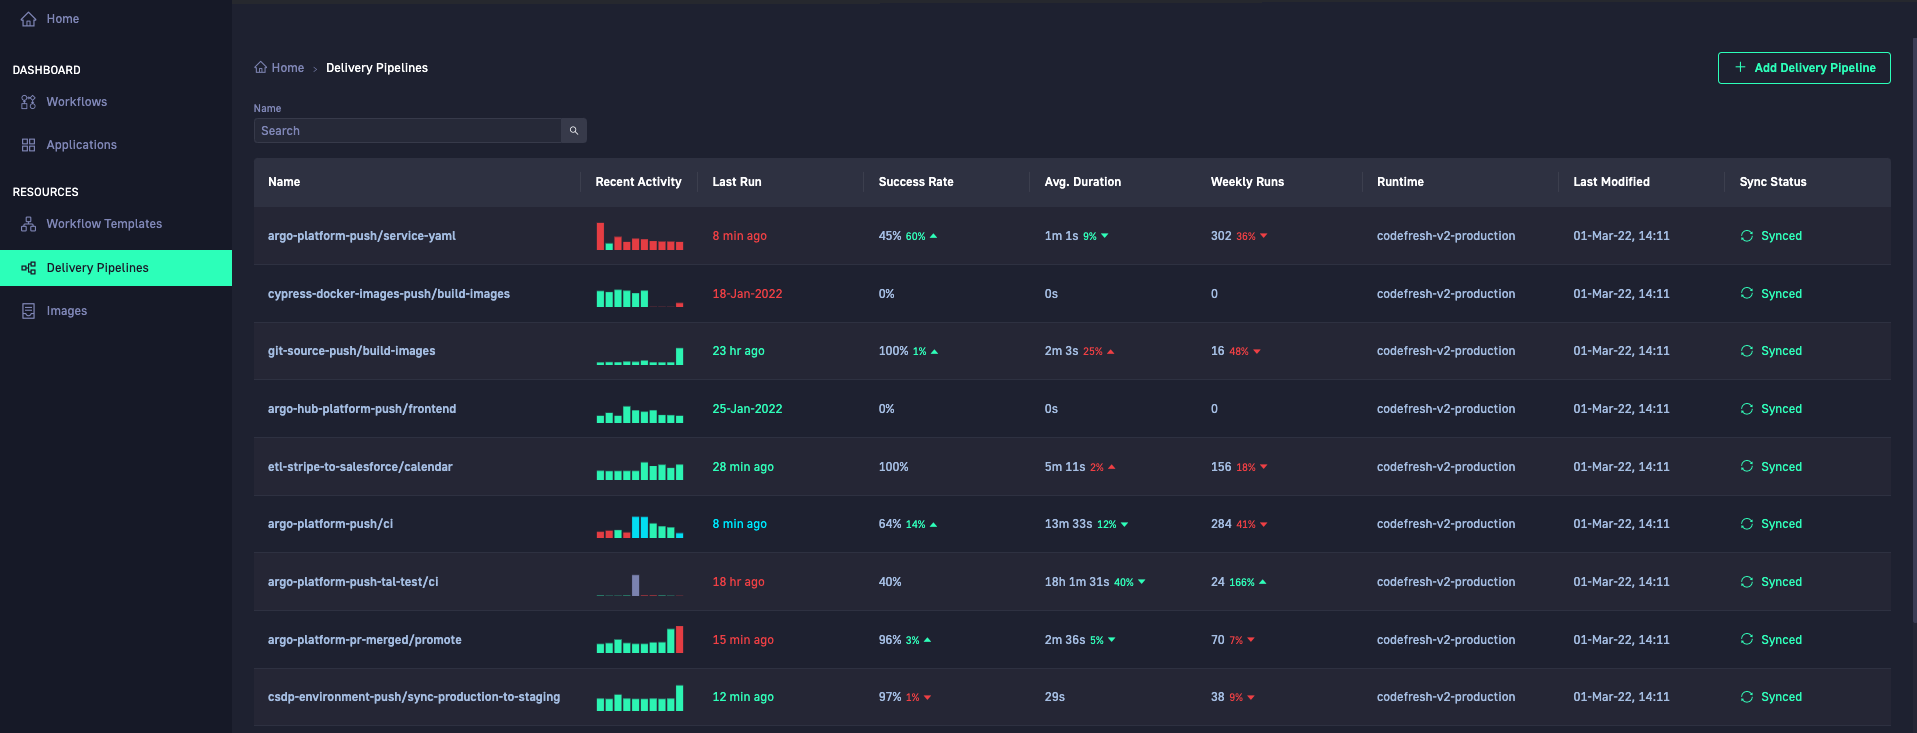 Home
DASHBOARD
Workflows
Applications
RESOURCES
Workflow Templates
Delivery Pipelines
Images
Home › Delivery Pipelines
+ Add Delivery Pipeline
Name
Search
Name Recent Activity Last Run Success Rate Avg. Duration Weekly Runs Runtime Last Modified Sync Status
argo-platform-push/service-yaml 8 min ago 45% 60% 1m 1s 9% 302 36% codefresh-v2-production 01-Mar-22, 14:11 Synced
cypress-docker-images-push/build-images 18-Jan-2022 0% 0s 0 codefresh-v2-production 01-Mar-22, 14:11 Synced
git-source-push/build-images 23 hr ago 100% 1% 2m 3s 25% 16 48% codefresh-v2-production 01-Mar-22, 14:11 Synced
argo-hub-platform-push/frontend 25-Jan-2022 0% 0s 0 codefresh-v2-production 01-Mar-22, 14:11 Synced
etl-stripe-to-salesforce/calendar 28 min ago 100% 5m 11s 2% 156 18% codefresh-v2-production 01-Mar-22, 14:11 Synced
argo-platform-push/ci 8 min ago 64% 14% 13m 33s 12% 284 41% codefresh-v2-production 01-Mar-22, 14:11 Synced
argo-platform-push-tal-test/ci 18 hr ago 40% 18h 1m 31s 40% 24 166% codefresh-v2-production 01-Mar-22, 14:11 Synced
argo-platform-pr-merged/promote 15 min ago 96% 3% 2m 36s 5% 70 7% codefresh-v2-production 01-Mar-22, 14:11 Synced
csdp-environment-push/sync-production-to-staging 12 min ago 97% 1% 29s 38 9% codefresh-v2-production 01-Mar-22, 14:11 Synced